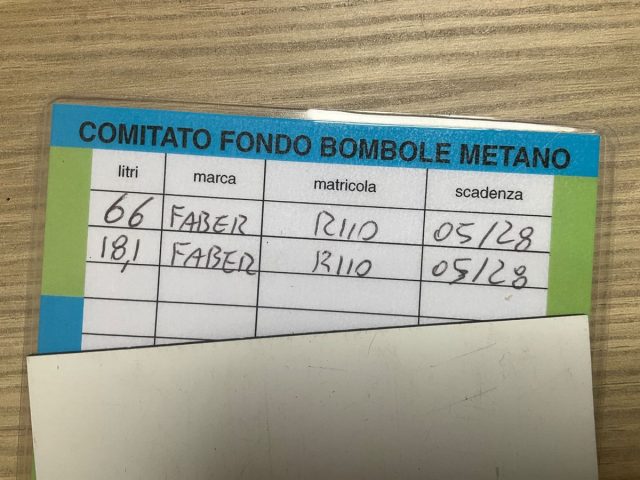 COMITATO FONDO BOMBOLE METANO
litri marca matricola scadenza
66 FABER R110 05/28
18,1 FABER R110 05/28